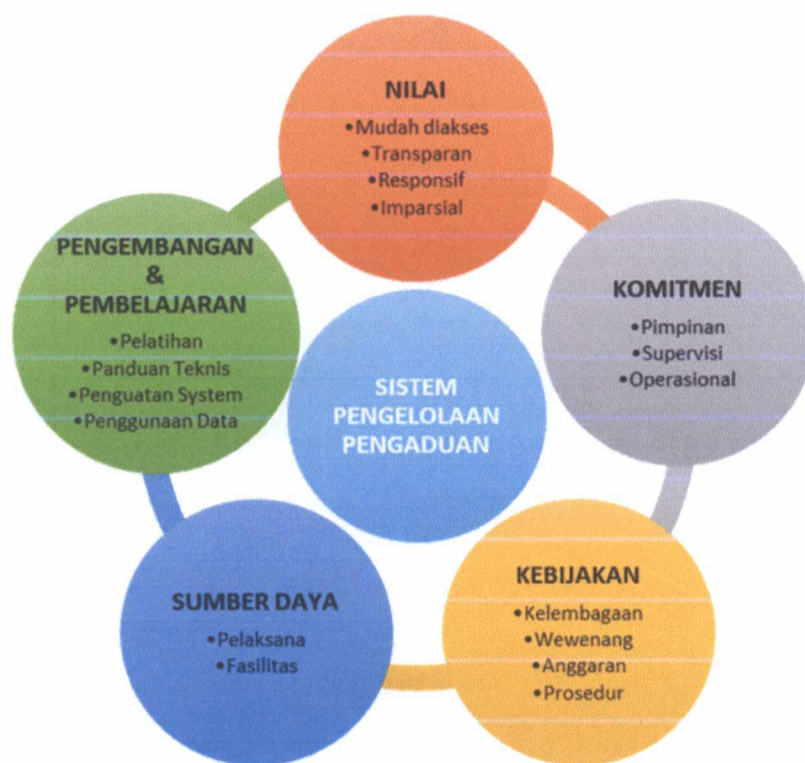 NILAI
•Mudah diakses
•Transparan
•Responsif
•Imparsial
KOMITMEN
•Pimpinan
•Supervisi
•Operasional
KEBIJAKAN
•Kelembagaan
•Wewenang
•Anggaran
•Prosedur
SUMBER DAYA
•Pelaksana
•Fasilitas
PENGEMBANGAN
&
PEMBELAJARAN
•Pelatihan
•Panduan Teknis
•Penguatan System
•Penggunaan Data
SISTEM
PENGELOLAAN
PENGADUAN